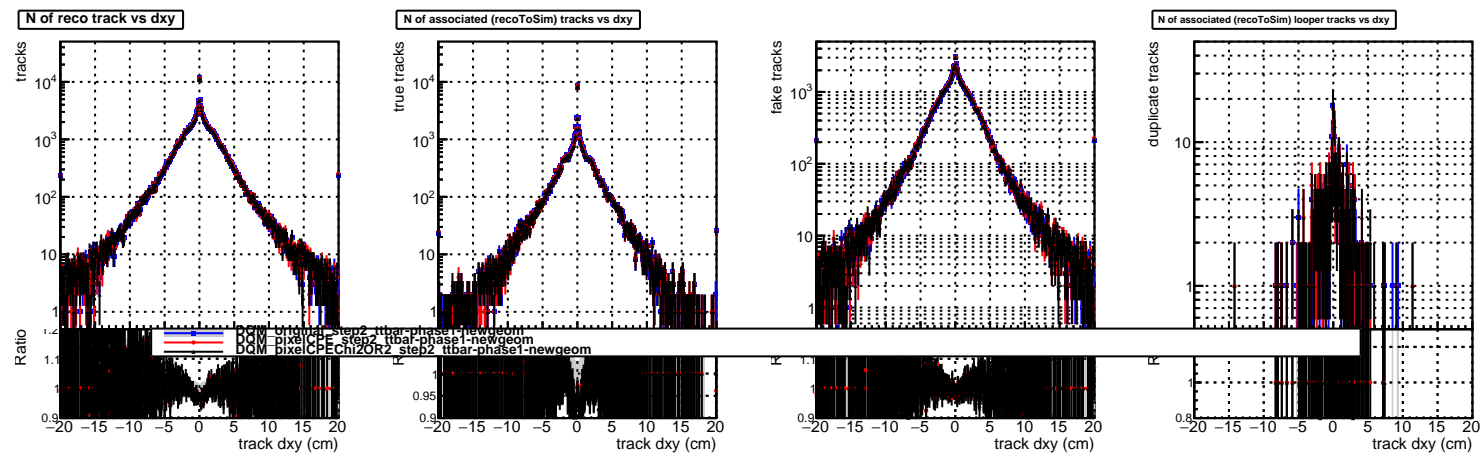 N of reco track vs dxy
N of associated (recoToSim) tracks vs dxy
N of associated (recoToSim) looper tracks vs dxy
tracks
10⁴
10³
10²
10
1
true tracks
10⁴
10³
10²
10
1
fake tracks
10³
10²
10
1
duplicate tracks
10
1
DQM_original_step2_ttbar-phase1-newgeom
DQM_pixelCPE_step2_ttbar-phase1-newgeom
DQM_pixelCPEChi2OR2_step2_ttbar-phase1-newgeom
Ratio
1.2
1.1
1
0.9
0.95
0.9
1
0.9
1
0.8
−20 −15 −10 −5 0 5 10 15 20
track dxy (cm)
−20 −15 −10 −5 0 5 10 15 20
track dxy (cm)
−20 −15 −10 −5 0 5 10 15 20
track dxy (cm)
−20 −15 −10 −5 0 5 10 15 20
track dxy (cm)